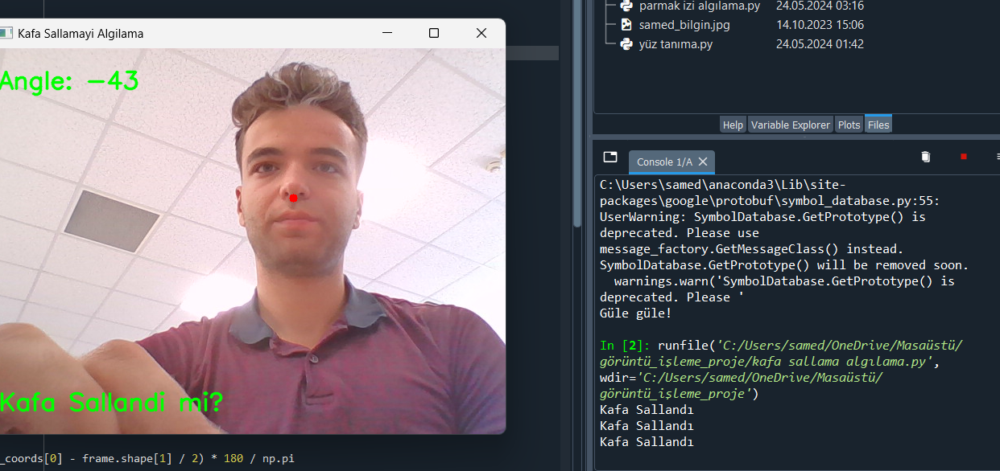 Kafa Sallamayi Algilama
Angle: -43
Kafa Sallandi mi?
_coords[0] - frame.shape[1] / 2) * 180 / np.pi
parmak izi algılama.py 24.05.2024 03:16
samed_bilgin.jpg 14.10.2023 15:06
yüz tanıma.py 24.05.2024 01:42
Help Variable Explorer Plots Files
Console 1/A
C:\Users\samed\anaconda3\Lib\site-
packages\google\protobuf\symbol_database.py:55:
UserWarning: SymbolDatabase.GetPrototype() is
deprecated. Please use
message_factory.GetMessageClass() instead.
SymbolDatabase.GetPrototype() will be removed soon.
warnings.warn('SymbolDatabase.GetPrototype() is
deprecated. Please '
Güle güle!
In [2]: runfile('C:/Users/samed/OneDrive/Masaüstü/
görüntü_işleme_proje/kafa sallama algılama.py',
wdir='C:/Users/samed/OneDrive/Masaüstü/
görüntü_işleme_proje')
Kafa Sallandı
Kafa Sallandı
Kafa Sallandı